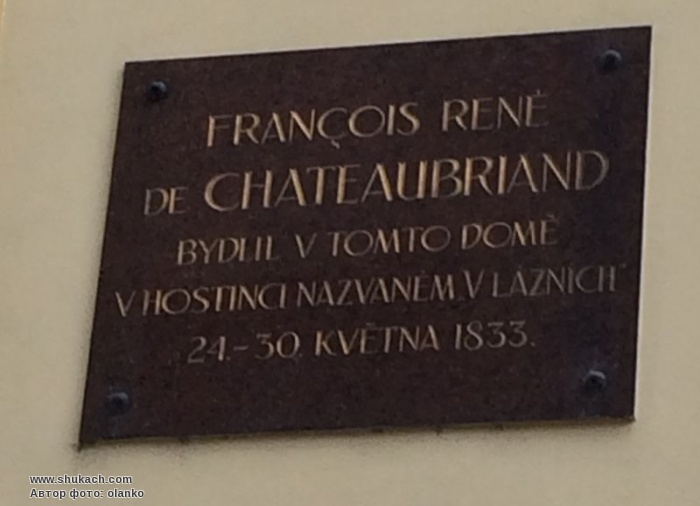 FRANÇOIS RENÉ
DE CHATEAUBRIAND
BYDLIL V TOMTO DOMĚ
V HOSTINCI NAZVANÉM „V LÁZNÍCH"
24.–30. KVĚTNA 1833.
www.shukach.com
Автор фото: olanko